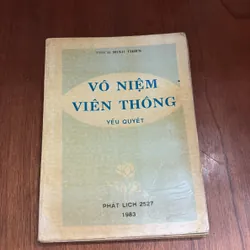 VÔ NIỆM
VIÊN THÔNG
YẾU QUYẾT
PHẬT LỊCH 2527
1983